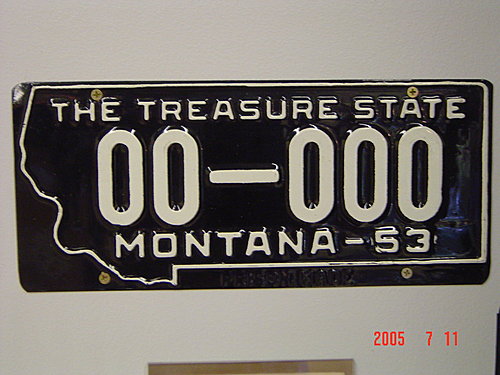 THE TREASURE STATE
00-000
MONTANA-53
2005 7 11